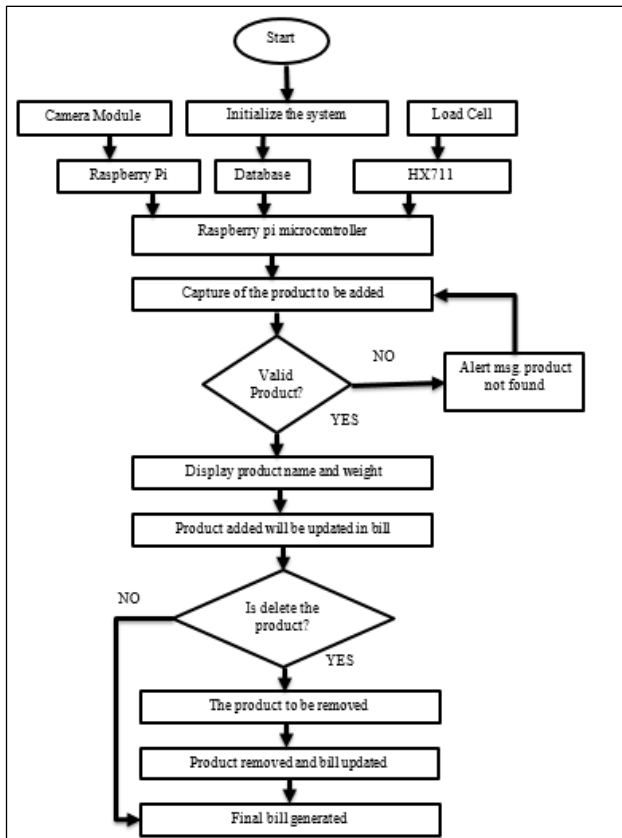 Start
Camera Module
Initialize the system
Load Cell
Raspberry Pi
Database
HX711
Raspberry pi microcontroller
Capture of the product to be added
NO
Valid
Product?
Alert msg. product
not found
YES
Display product name and weight
Product added will be updated in bill
NO
Is delete the
product?
YES
The product to be removed
Product removed and bill updated
Final bill generated